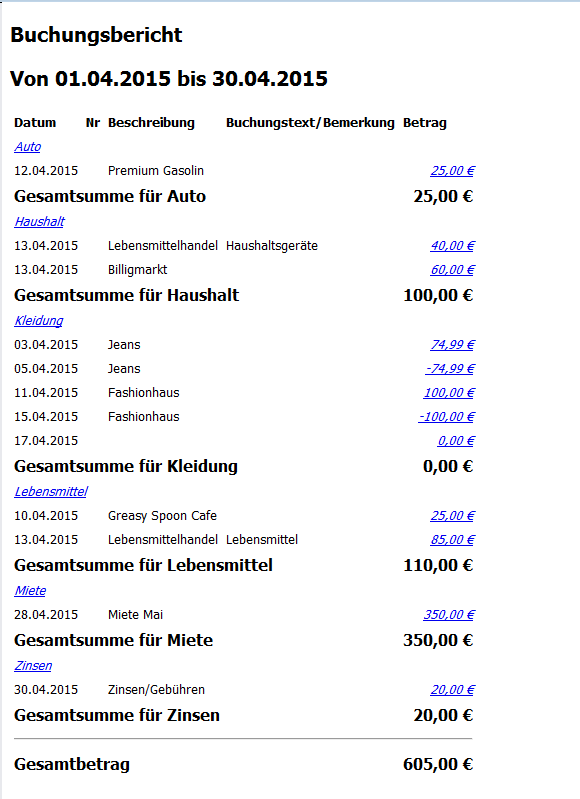 Buchungsbericht
Von 01.04.2015 bis 30.04.2015
Datum Nr Beschreibung Buchungstext/Bemerkung Betrag
Auto
12.04.2015 Premium Gasolin 25,00 €
Gesamtsumme für Auto 25,00 €
Haushalt
13.04.2015 Lebensmittelhandel Haushaltsgeräte 40,00 €
13.04.2015 Billigmarkt 60,00 €
Gesamtsumme für Haushalt 100,00 €
Kleidung
03.04.2015 Jeans 74,99 €
05.04.2015 Jeans -74,99 €
11.04.2015 Fashionhaus 100,00 €
15.04.2015 Fashionhaus -100,00 €
17.04.2015 0,00 €
Gesamtsumme für Kleidung 0,00 €
Lebensmittel
10.04.2015 Greasy Spoon Cafe 25,00 €
13.04.2015 Lebensmittelhandel Lebensmittel 85,00 €
Gesamtsumme für Lebensmittel 110,00 €
Miete
28.04.2015 Miete Mai 350,00 €
Gesamtsumme für Miete 350,00 €
Zinsen
30.04.2015 Zinsen/Gebühren 20,00 €
Gesamtsumme für Zinsen 20,00 €
Gesamtbetrag 605,00 €